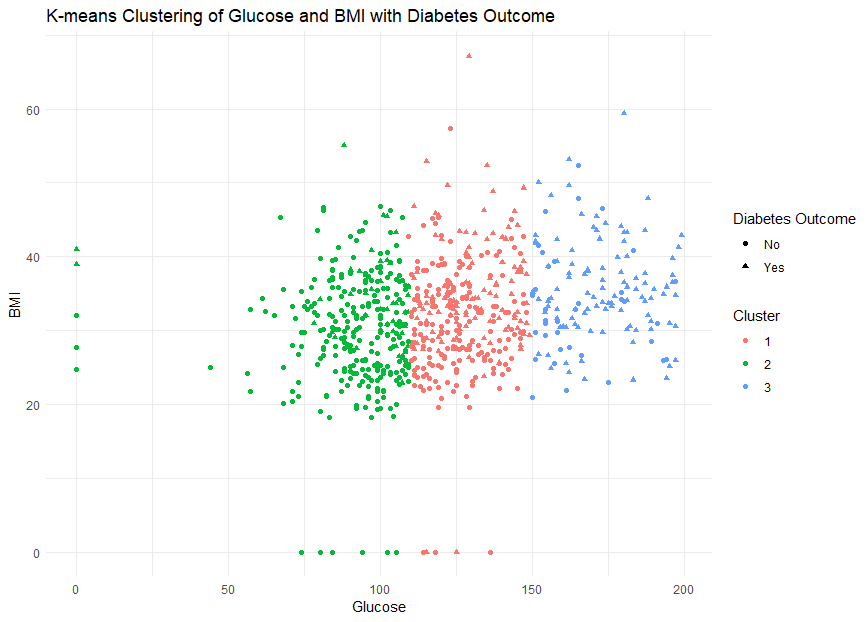 K-means Clustering of Glucose and BMI with Diabetes Outcome
60
40
20
0
BMI
0
50
100
150
200
Glucose
Diabetes Outcome
No
Yes
Cluster
1
2
3